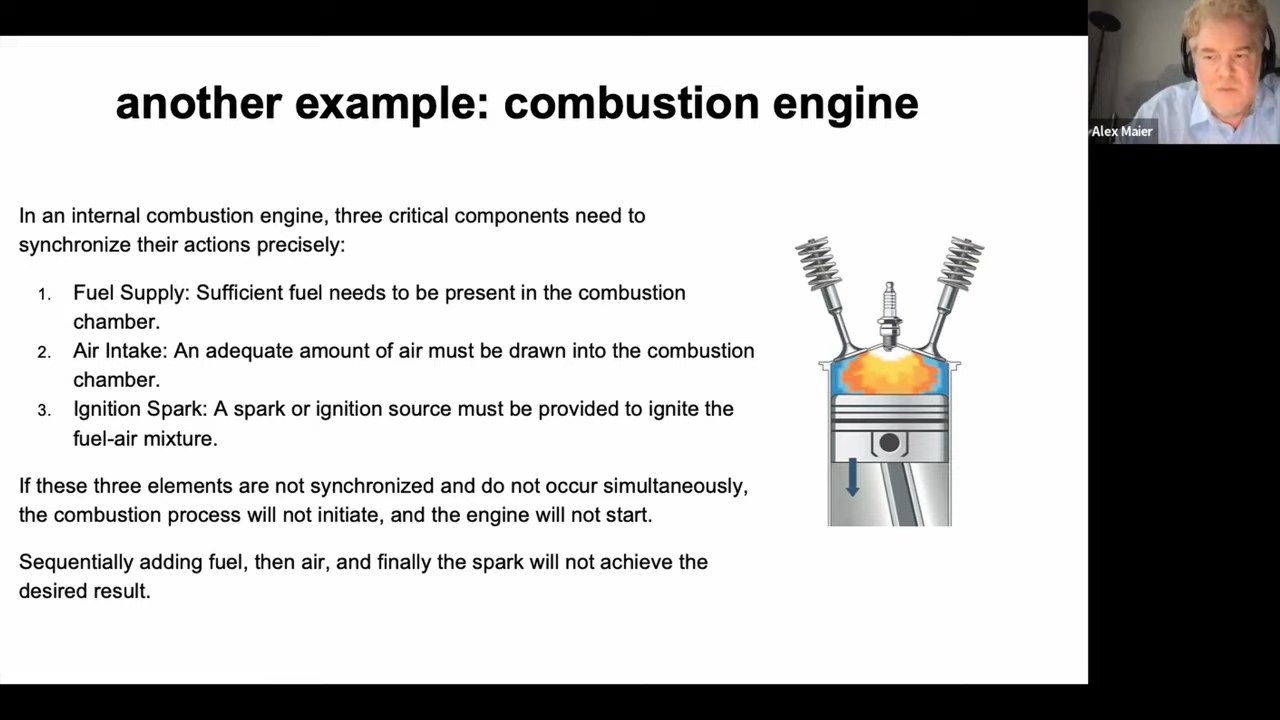 another example: combustion engine
In an internal combustion engine, three critical components need to
synchronize their actions precisely:
1. Fuel Supply: Sufficient fuel needs to be present in the combustion
chamber.
2. Air Intake: An adequate amount of air must be drawn into the combustion
chamber.
3. Ignition Spark: A spark or ignition source must be provided to ignite the
fuel-air mixture.
If these three elements are not synchronized and do not occur simultaneously,
the combustion process will not initiate, and the engine will not start.
Sequentially adding fuel, then air, and finally the spark will not achieve the
desired result.
Alex Maier